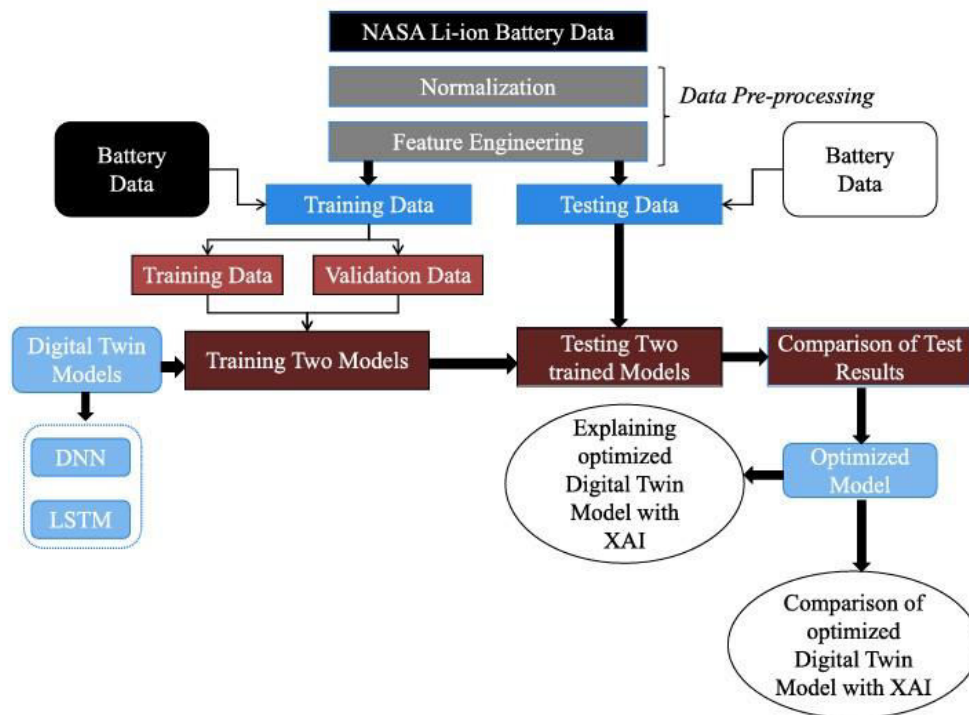 NASA Li-ion Battery Data
Normalization
Data Pre-processing
Feature Engineering
Battery
Data
Battery
Data
Training Data
Testing Data
Training Data
Validation Data
Digital Twin
Models
Training Two Models
Testing Two
trained Models
Comparison of Test
Results
DNN
LSTM
Explaining
optimized
Digital Twin
Model with
XAI
Optimized
Model
Comparison of
optimized
Digital Twin
Model with XAI